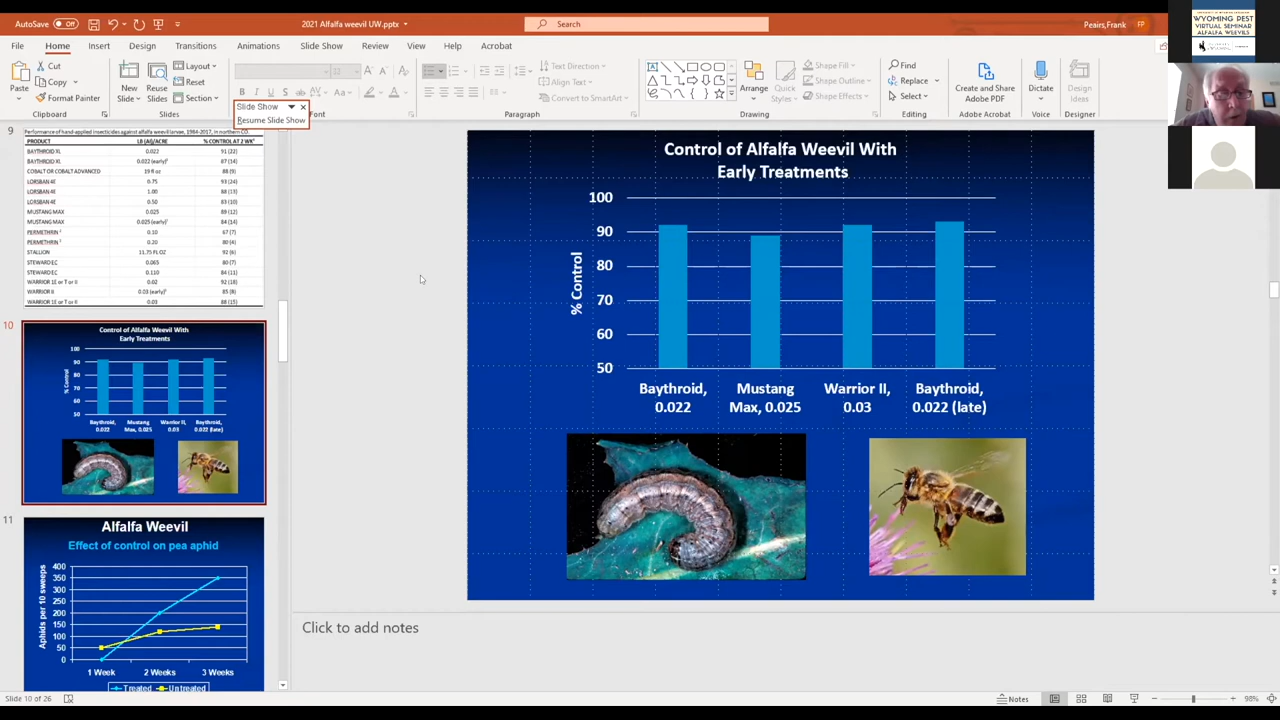 AutoSave Off
2021 Alfalfa weevil UW.pptx
Search
Peairs,Frank FP
File Home Insert Design Transitions Animations Slide Show Review View Help Acrobat
Paste
Cut
Copy
Format Painter
Clipboard
New Slide
Reuse Slides
Layout
Reset
Section
Slides
Slide Show
Resume Slide Show
Font
Paragraph
Text Direction
Align Text
Convert to SmartArt
Arrange
Quick Styles
Shape Fill
Shape Outline
Shape Effects
Drawing
Find
Replace
Select
Editing
Create and Share Adobe PDF
Adobe Acrobat
Dictate
Voice
Design Ideas
Designer
WYOMING PEST
VIRTUAL SEMINAR
ALFALFA WEEVILS
9
Performance of hand-applied insecticides against alfalfa weevil larvae, 1984-2017, in northern CO.
PRODUCT LB (AI)/ACRE % CONTROL AT 2 WK
BAYTHROID XL 0.022 91 (22)
BAYTHROID XL 0.022 (early) 87 (14)
COBALT OR COBALT ADVANCED 19 fl oz 88 (9)
LORSBAN 4E 0.75 93 (24)
LORSBAN 4E 1.00 88 (13)
LORSBAN 4E 0.50 83 (10)
MUSTANG MAX 0.025 89 (12)
MUSTANG MAX 0.025 (early) 84 (14)
PERMETHRIN 0.10 67 (7)
PERMETHRIN 0.20 80 (4)
STALLION 11.75 FL OZ 92 (6)
STEWARD EC 0.065 80 (7)
STEWARD EC 0.110 84 (11)
WARRIOR 1E or T or II 0.02 92 (18)
WARRIOR II 0.03 (early) 85 (8)
WARRIOR 1E or T or II 0.03 88 (15)
10
Control of Alfalfa Weevil With
Early Treatments
100
90
80
70
60
50
% Control
Baythroid, 0.022
Mustang Max, 0.025
Warrior II, 0.03
Baythroid, 0.022 (late)
11
Alfalfa Weevil
Effect of control on pea aphid
Aphids per 10 sweeps
400
350
300
250
200
150
100
50
0
1 Week 2 Weeks 3 Weeks
Treated Untreated
Control of Alfalfa Weevil With
Early Treatments
100
90
80
70
60
50
% Control
Baythroid, 0.022
Mustang Max, 0.025
Warrior II, 0.03
Baythroid, 0.022 (late)
Click to add notes
Slide 10 of 26
Notes
98%